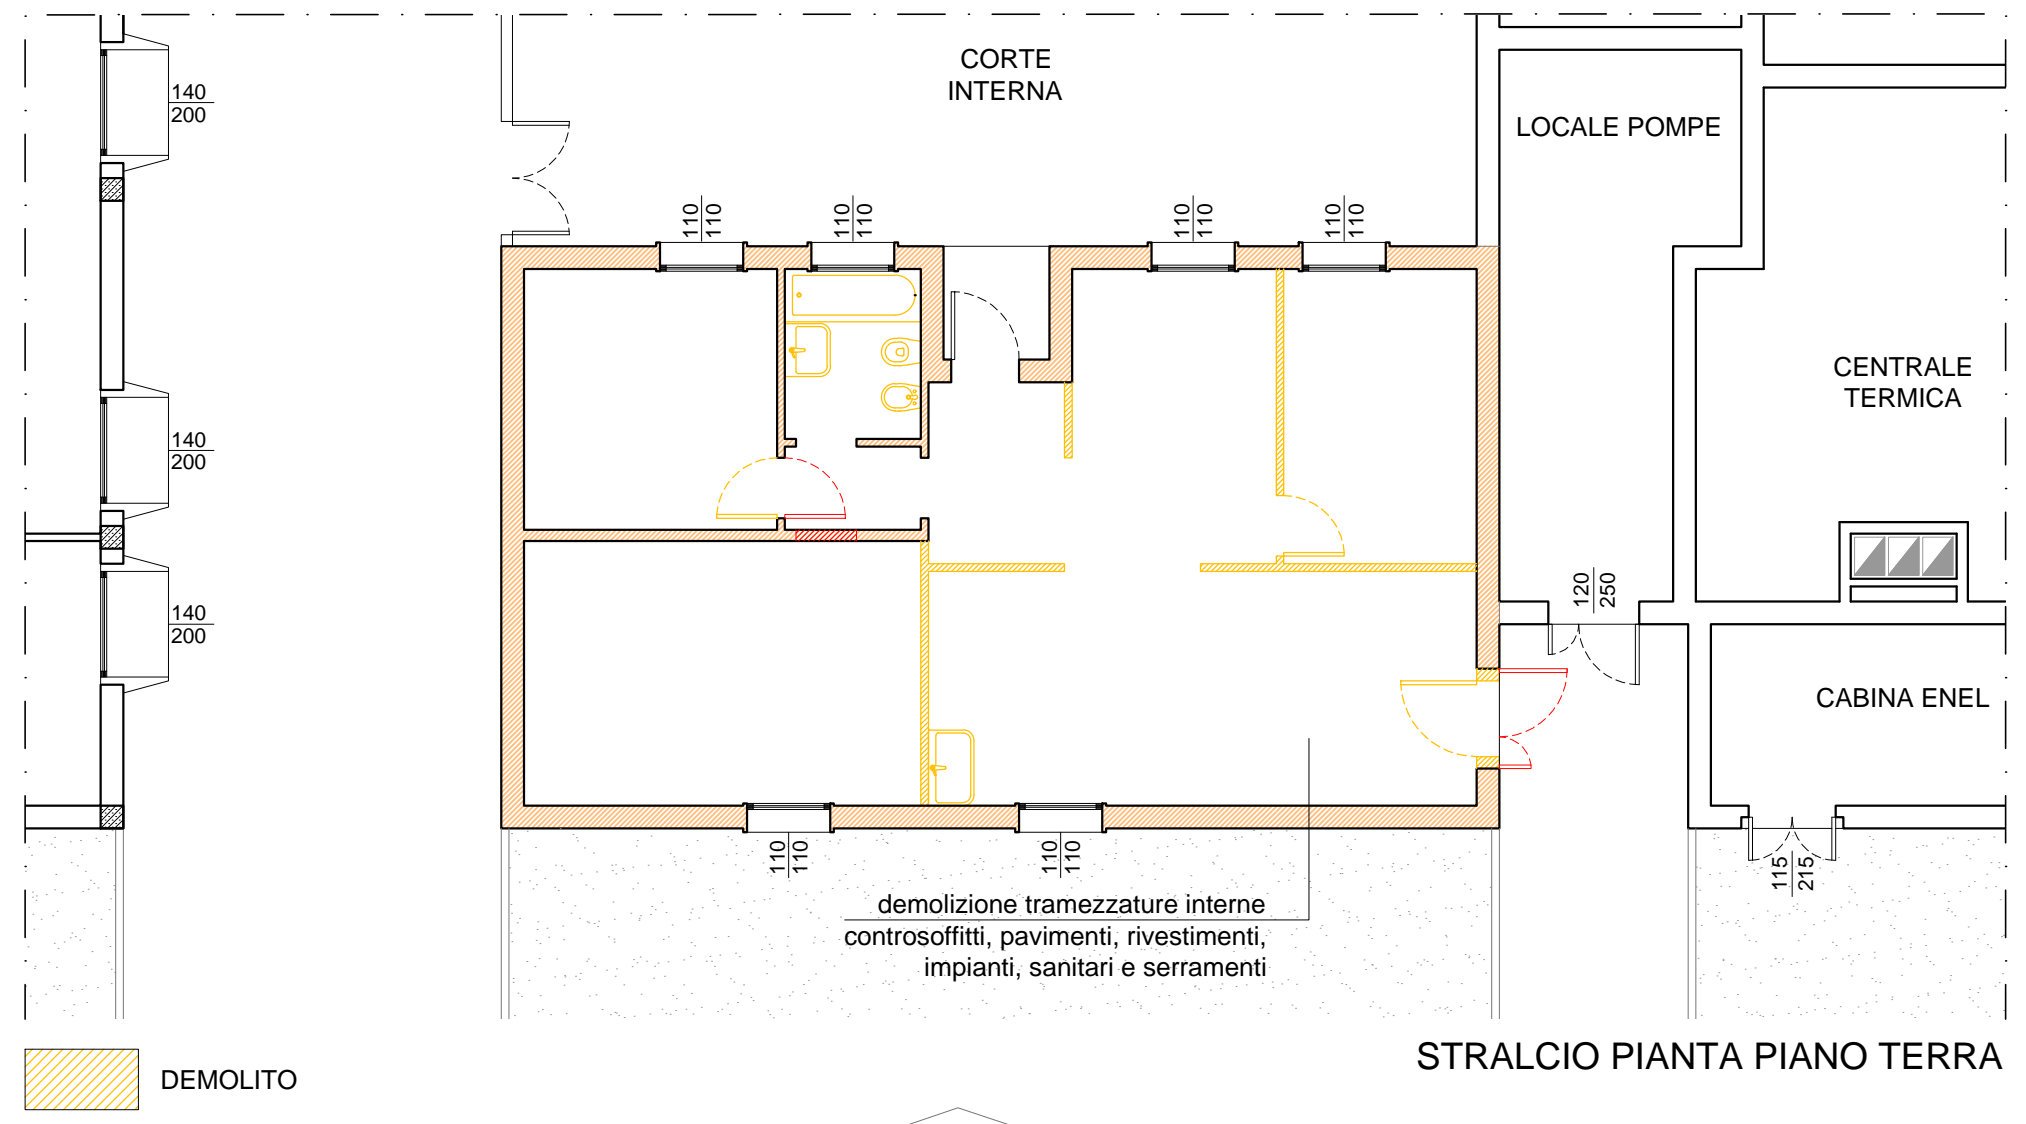 CORTE
INTERNA
LOCALE POMPE
140
200
110
110
110
110
110
110
110
110
CENTRALE
TERMICA
140
200
140
200
120
250
CABINA ENEL
110
110
110
110
115
215
demolizione tramezzature interne
controsoffitti, pavimenti, rivestimenti,
impianti, sanitari e serramenti
STRALCIO PIANTA PIANO TERRA
DEMOLITO